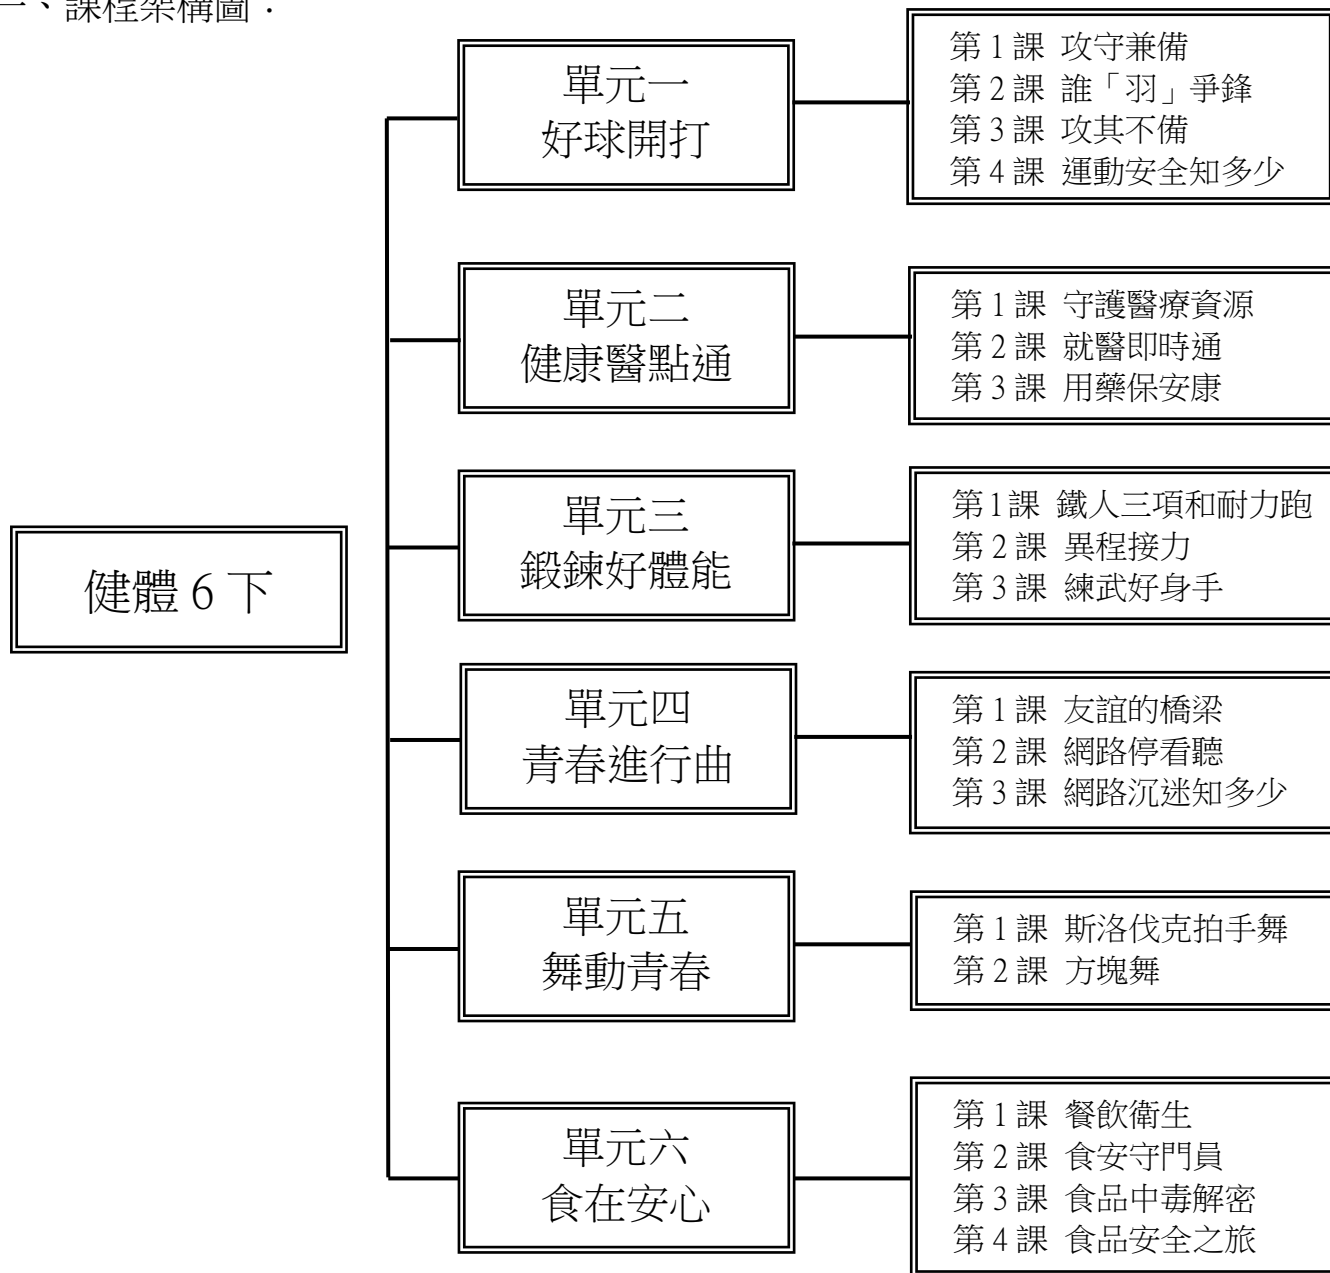 一、課程架構圖：
健體 6 下
單元一
好球開打
第 1 課 攻守兼備
第 2 課 誰「羽」爭鋒
第 3 課 攻其不備
第 4 課 運動安全知多少
單元二
健康醫點通
第 1 課 守護醫療資源
第 2 課 就醫即時通
第 3 課 用藥保安康
單元三
鍛鍊好體能
第 1 課 鐵人三項和耐力跑
第 2 課 異程接力
第 3 課 練武好身手
單元四
青春進行曲
第 1 課 友誼的橋梁
第 2 課 網路停看聽
第 3 課 網路沉迷知多少
單元五
舞動青春
第 1 課 斯洛伐克拍手舞
第 2 課 方塊舞
單元六
食在安心
第 1 課 餐飲衛生
第 2 課 食安守門員
第 3 課 食品中毒解密
第 4 課 食品安全之旅